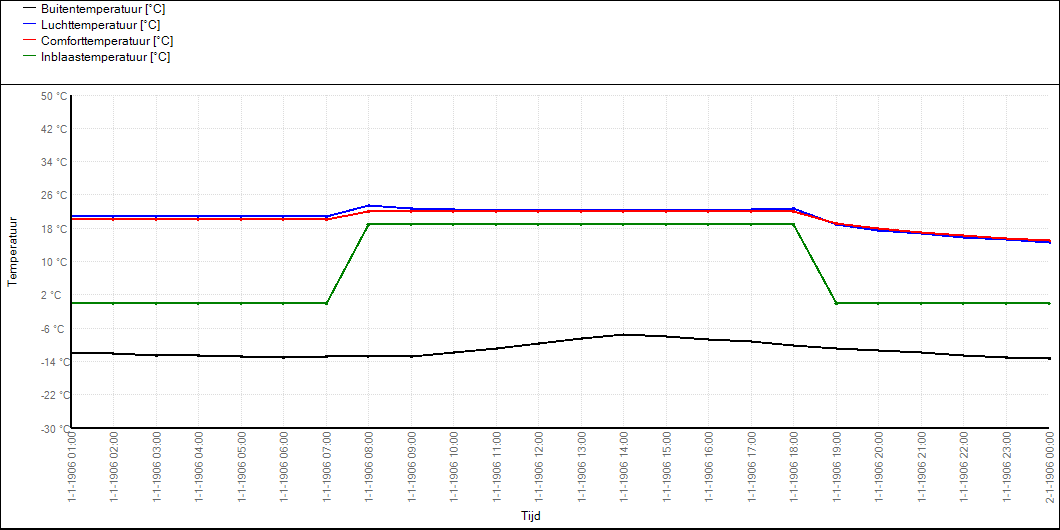 Buitentemperatuur [°C]
Luchttemperatuur [°C]
Comforttemperatuur [°C]
Inblaastemperatuur [°C]
50 °C
42 °C
34 °C
26 °C
18 °C
10 °C
2 °C
-6 °C
-14 °C
-22 °C
-30 °C
Temperatuur
1-1-1906 01:00
1-1-1906 02:00
1-1-1906 03:00
1-1-1906 04:00
1-1-1906 05:00
1-1-1906 06:00
1-1-1906 07:00
1-1-1906 08:00
1-1-1906 09:00
1-1-1906 10:00
1-1-1906 11:00
1-1-1906 12:00
1-1-1906 13:00
1-1-1906 14:00
1-1-1906 15:00
1-1-1906 16:00
1-1-1906 17:00
1-1-1906 18:00
1-1-1906 19:00
1-1-1906 20:00
1-1-1906 21:00
1-1-1906 22:00
1-1-1906 23:00
2-1-1906 00:00
Tijd